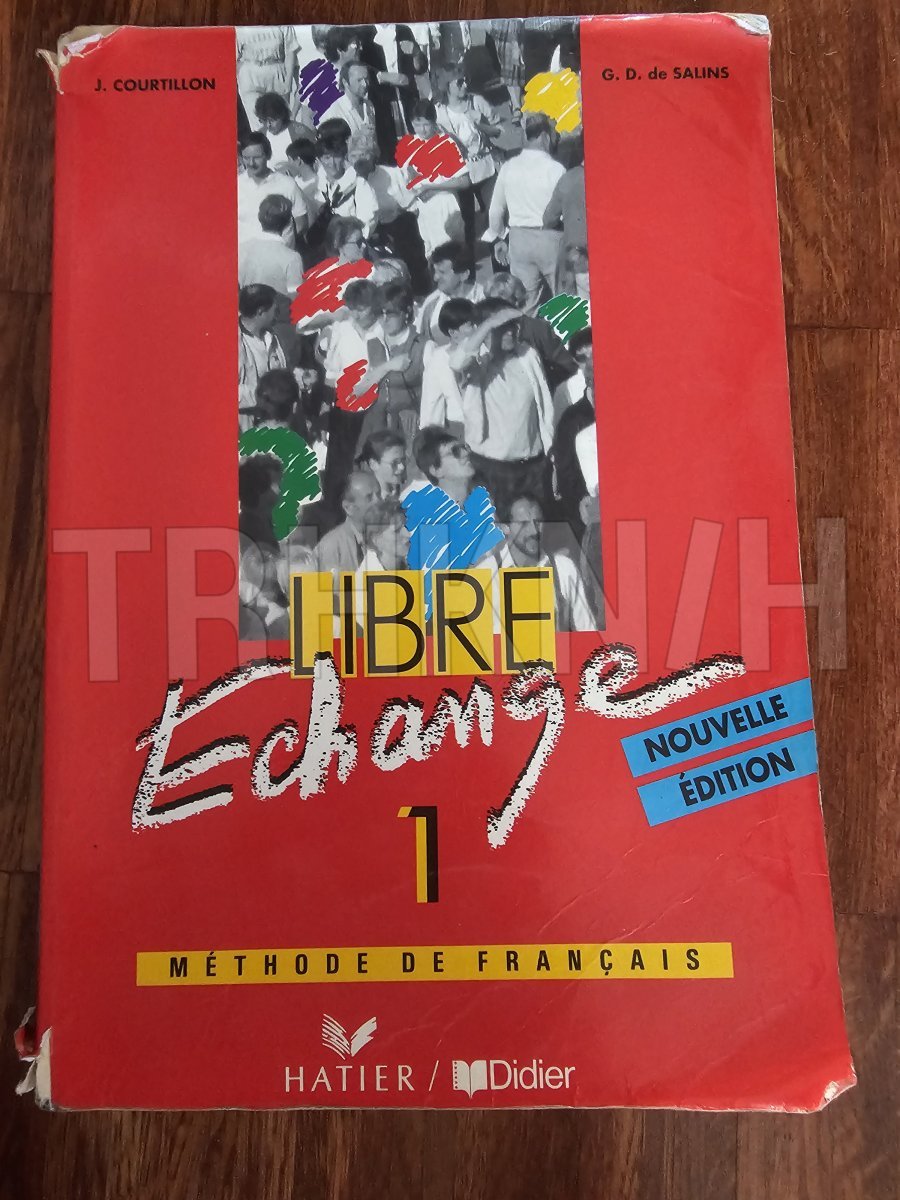 J. COURTILLON
G. D. de SALINS
LIBRE
Echange
NOUVELLE
ÉDITION
1
MÉTHODE DE FRANÇAIS
HATIER / Didier